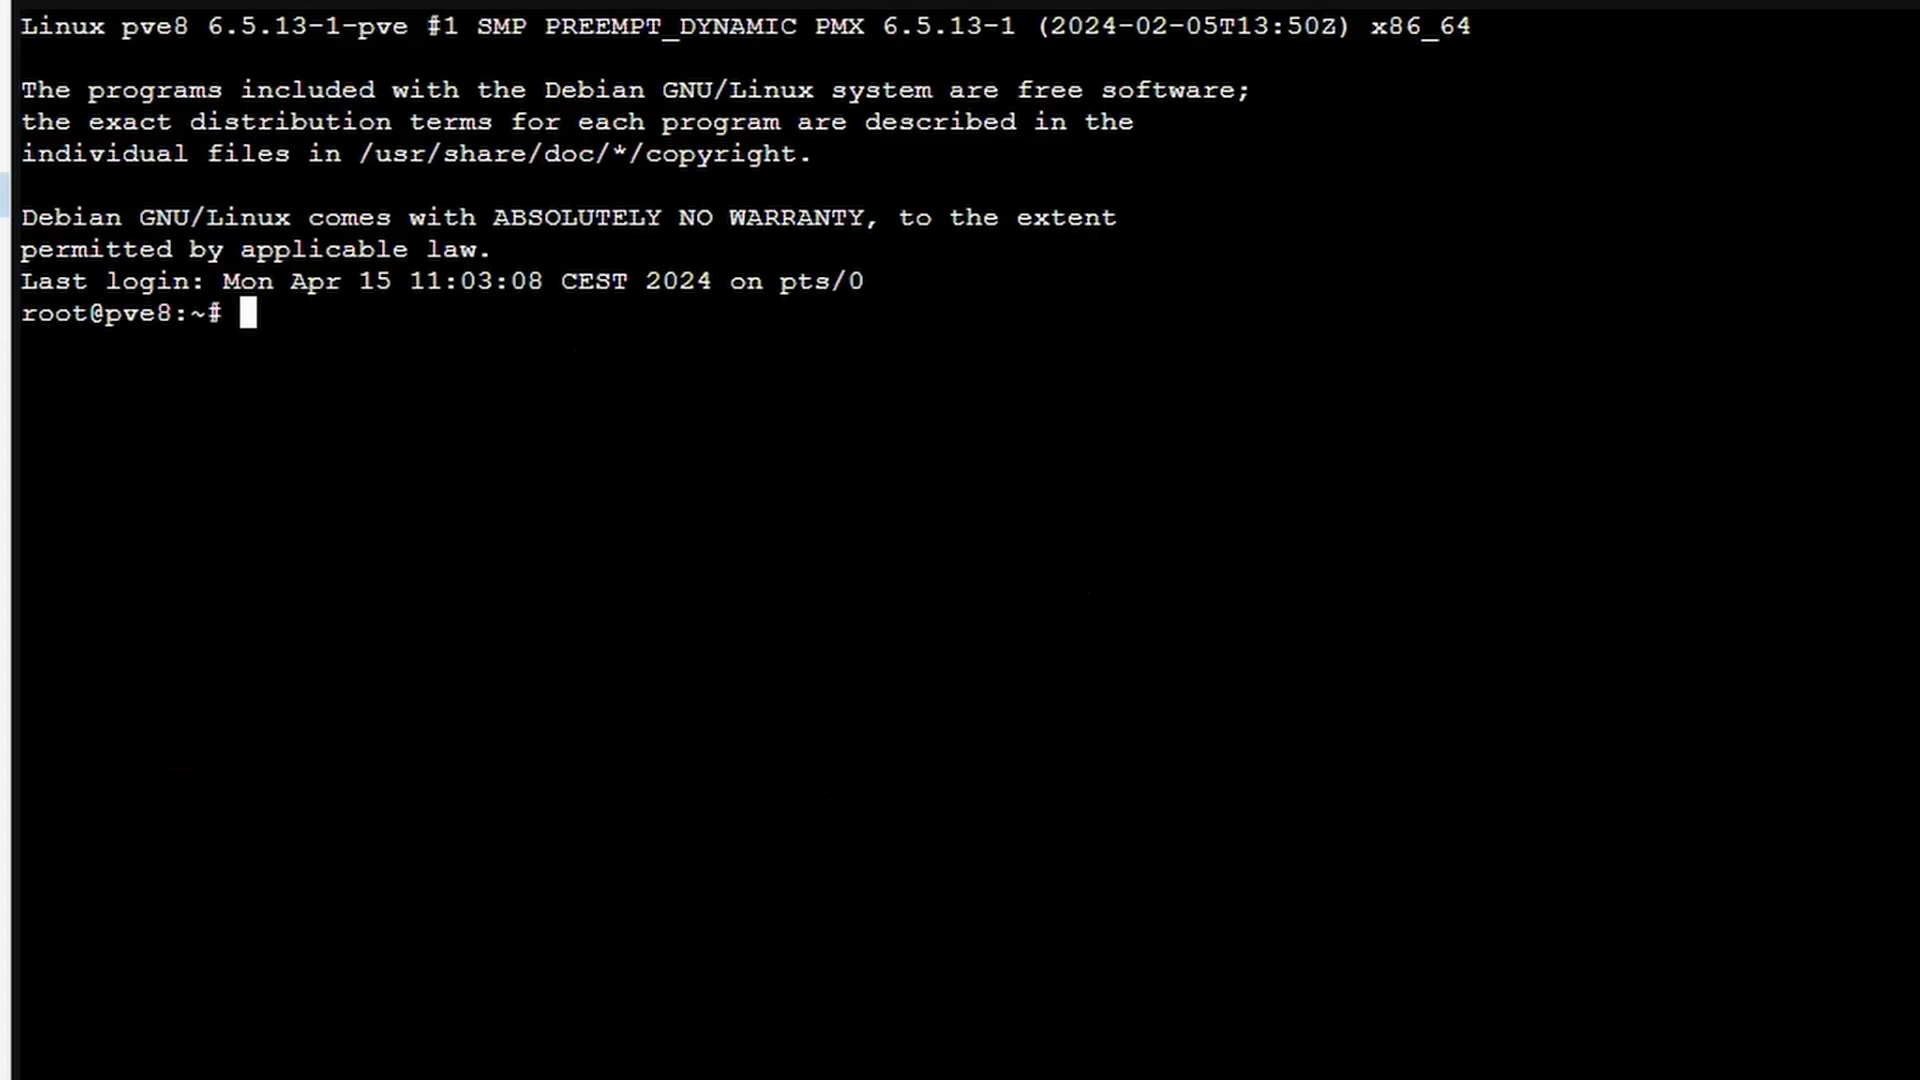 Linux pve8 6.5.13-1-pve #1 SMP PREEMPT_DYNAMIC PMX 6.5.13-1 (2024-02-05T13:50Z) x86_64
The programs included with the Debian GNU/Linux system are free software;
the exact distribution terms for each program are described in the
individual files in /usr/share/doc/*/copyright.
Debian GNU/Linux comes with ABSOLUTELY NO WARRANTY, to the extent
permitted by applicable law.
Last login: Mon Apr 15 11:03:08 CEST 2024 on pts/0
root@pve8:~#